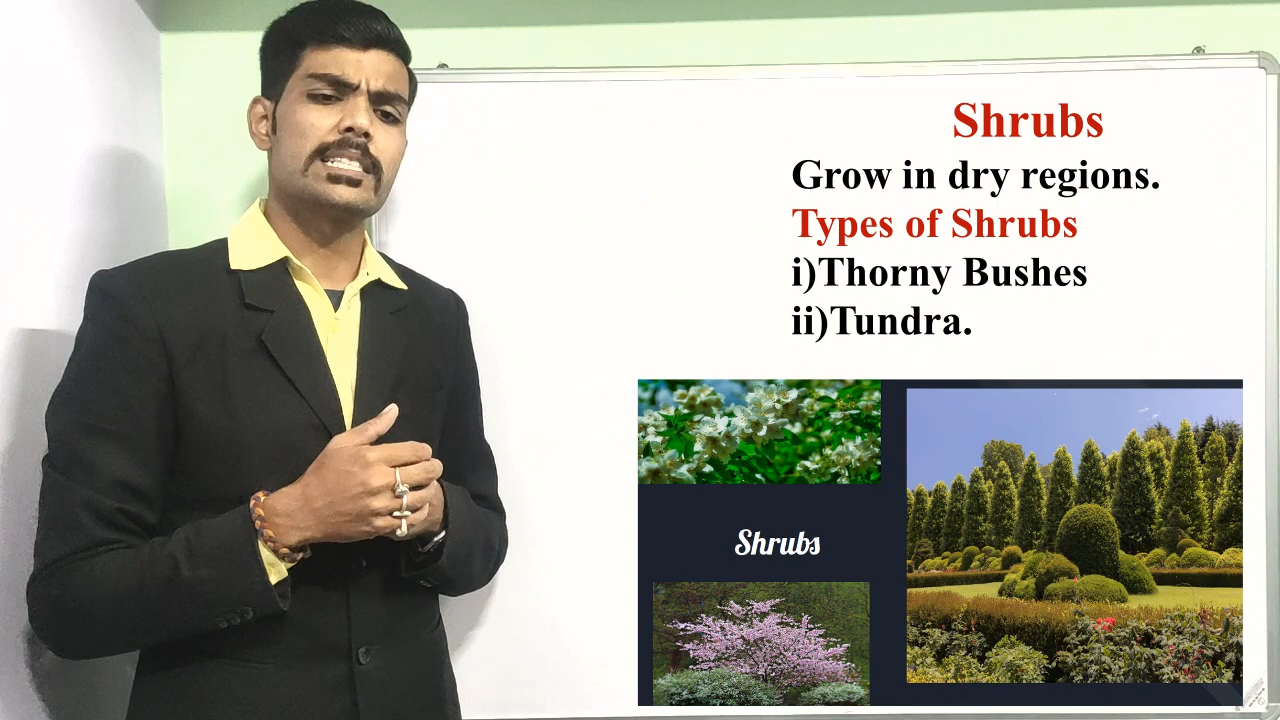 Shrubs
Grow in dry regions.
Types of Shrubs
i)Thorny Bushes
ii)Tundra.
Shrubs